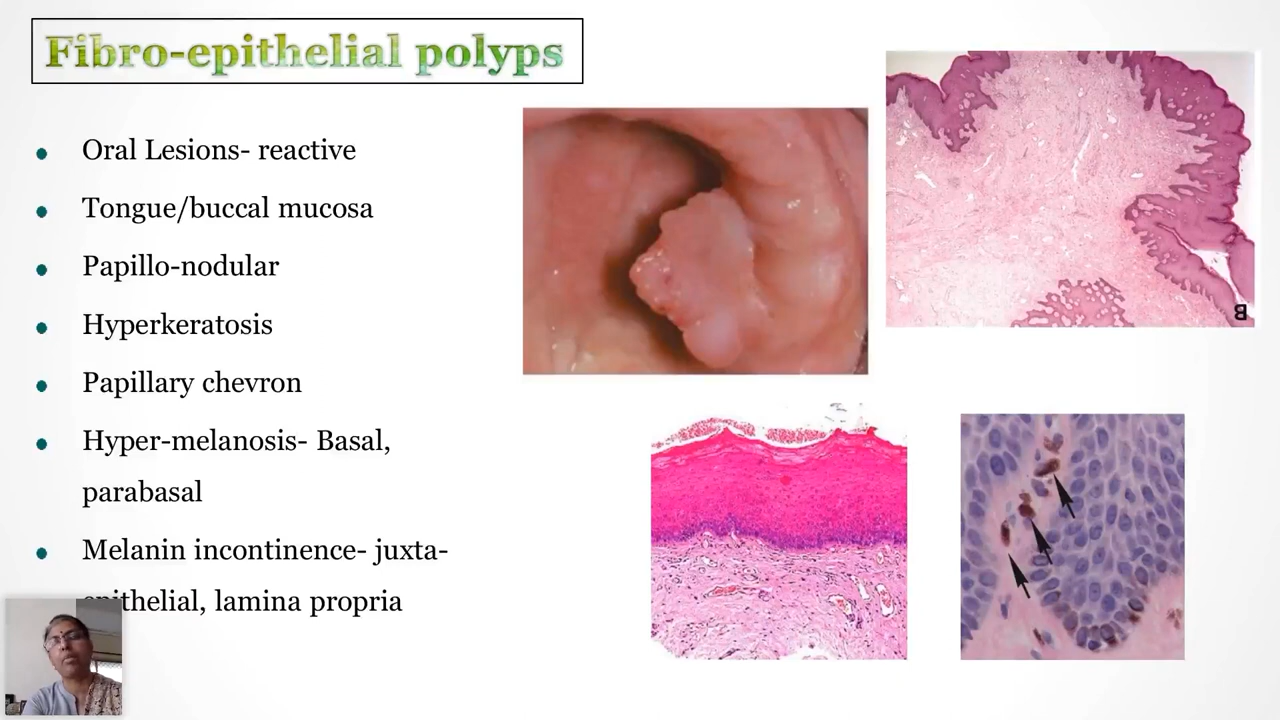 Fibro-epithelial polyps
Oral Lesions- reactive
Tongue/buccal mucosa
Papillo-nodular
Hyperkeratosis
Papillary chevron
Hyper-melanosis- Basal,
parabasal
Melanin incontinence- juxta-
epithelial, lamina propria
B